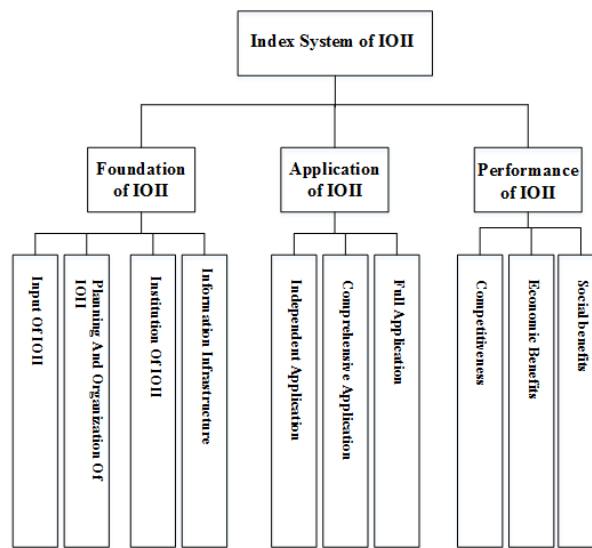 Index System of IOII
Foundation
of IOII
Application
of IOII
Performance
of IOII
Input Of IOII
Planning And Organization Of
IOII
Institution Of IOII
Information Infrastructure
Independent Application
Comprehensive Application
Full Application
Competitiveness
Economic Benefits
Social benefits